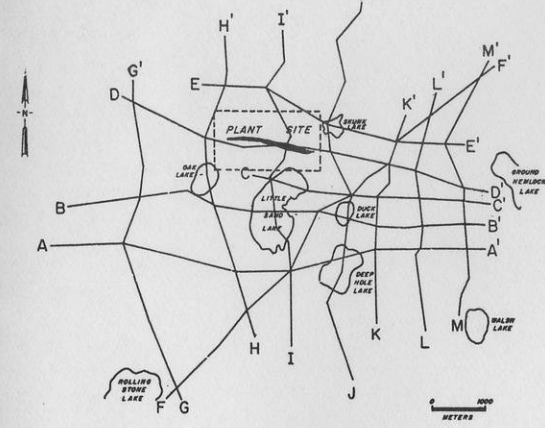 H'
I'
G'
D
E
M'
F'
L'
K'
-N-
PLANT SITE
SKUNK
LAKE
E'
OAK
LAKE
C
GROUND
HEMLOCK
LAKE
B
LITTLE
SAND
LAKE
DUCK
LAKE
D'
C'
B'
A
A'
DEEP
HOLE
LAKE
H
I
K
L
M
WALSH
LAKE
ROLLING
STONE
LAKE
F
G
J
0 1000
METERS